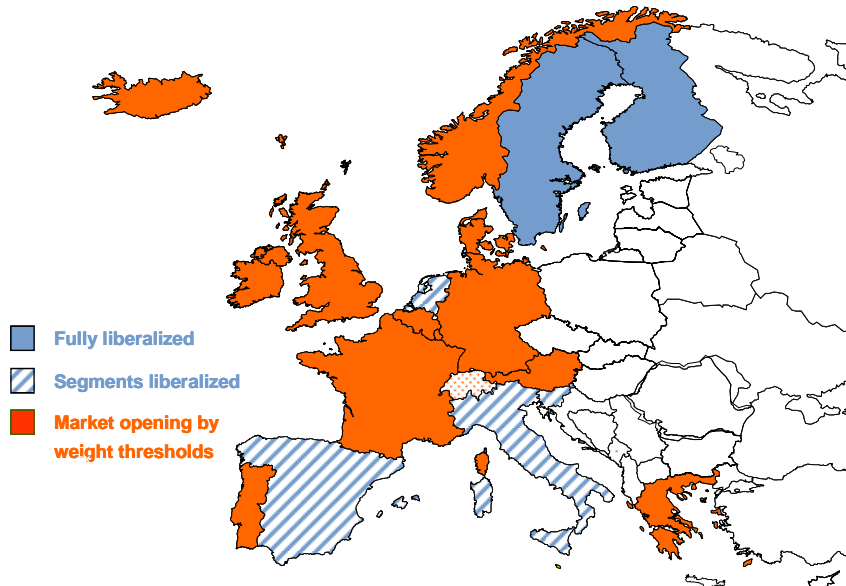 Fully liberalized
Segments liberalized
Market opening by
weight thresholds